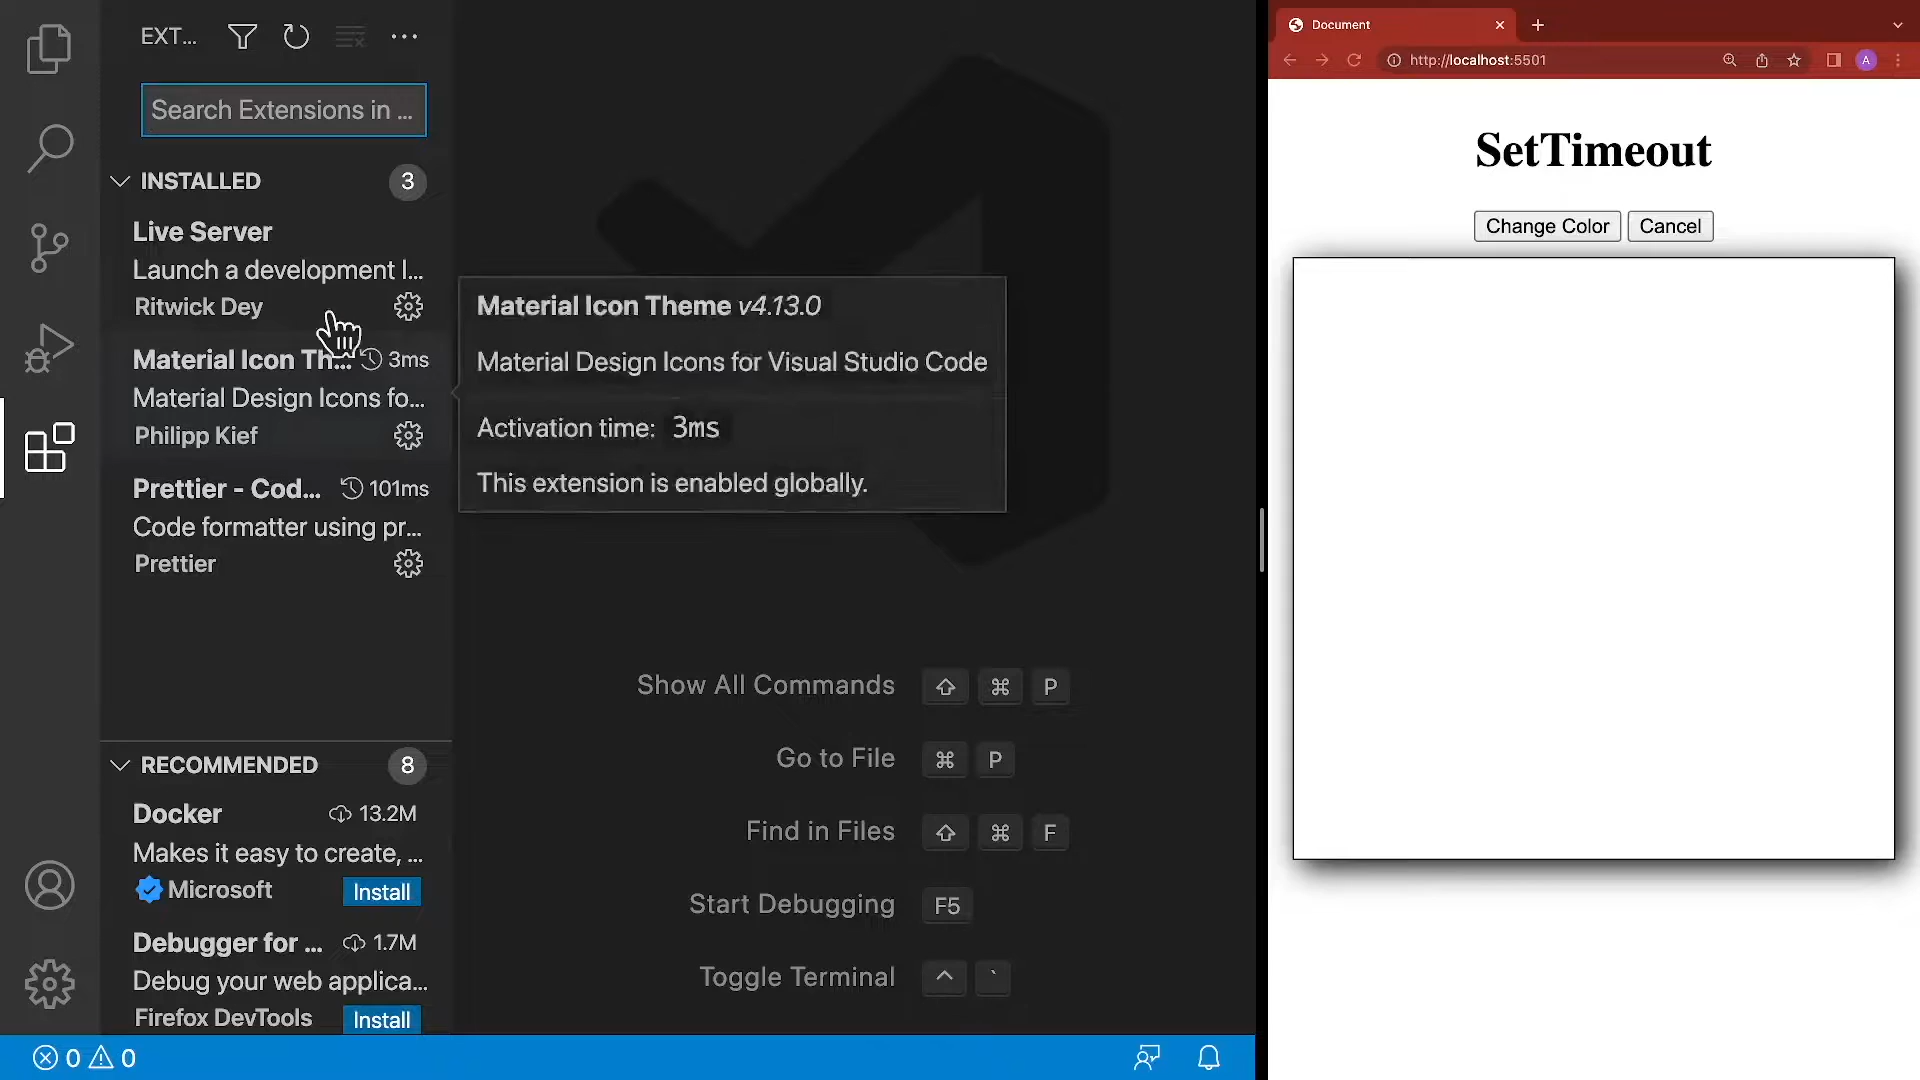 EXT...
Search Extensions in ...
INSTALLED 3
Live Server
Launch a development l...
Ritwick Dey
Material Icon Th... 3ms
Material Design Icons fo...
Philipp Kief
Prettier - Cod... 101ms
Code formatter using pr...
Prettier
RECOMMENDED 8
Docker 13.2M
Makes it easy to create, ...
Microsoft Install
Debugger for ... 1.7M
Debug your web applica...
Firefox DevTools Install
0 0
Material Icon Theme v4.13.0
Material Design Icons for Visual Studio Code
Activation time: 3ms
This extension is enabled globally.
Show All Commands ⇧ ⌘ P
Go to File ⌘ P
Find in Files ⇧ ⌘ F
Start Debugging F5
Toggle Terminal ^ `
Document
http://localhost:5501 A
SetTimeout
Change Color Cancel